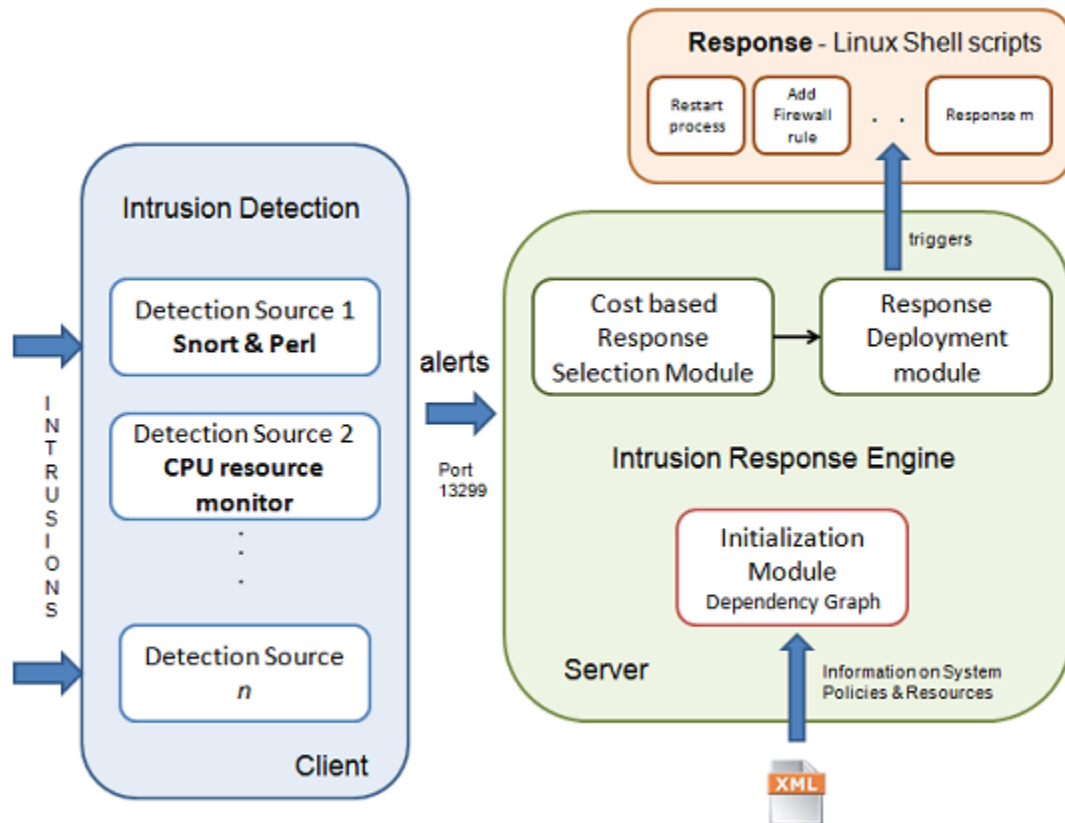 Response - Linux Shell scripts
Restart
process
Add
Firewall
rule
. .
Response m
triggers
Intrusion Detection
Detection Source 1
Snort & Perl
Detection Source 2
CPU resource
monitor
.
.
.
Detection Source
n
Client
INTRUSIONS
alerts
Port
13299
Cost based
Response
Selection Module
Response
Deployment
module
Intrusion Response Engine
Initialization
Module
Dependency Graph
Server
Information on System
Policies & Resources
XML